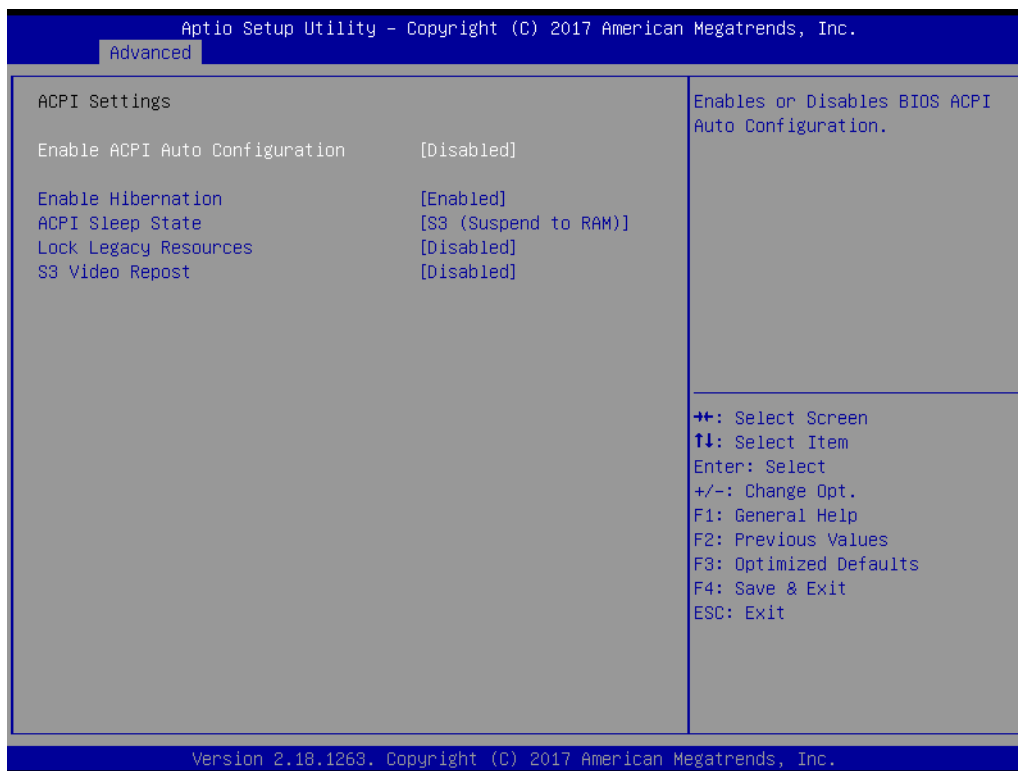 Aptio Setup Utility – Copyright (C) 2017 American Megatrends, Inc.
Advanced
ACPI Settings
Enable ACPI Auto Configuration [Disabled]
Enable Hibernation [Enabled]
ACPI Sleep State [S3 (Suspend to RAM)]
Lock Legacy Resources [Disabled]
S3 Video Repost [Disabled]
Enables or Disables BIOS ACPI
Auto Configuration.
→←: Select Screen
↑↓: Select Item
Enter: Select
+/-: Change Opt.
F1: General Help
F2: Previous Values
F3: Optimized Defaults
F4: Save & Exit
ESC: Exit
Version 2.18.1263. Copyright (C) 2017 American Megatrends, Inc.